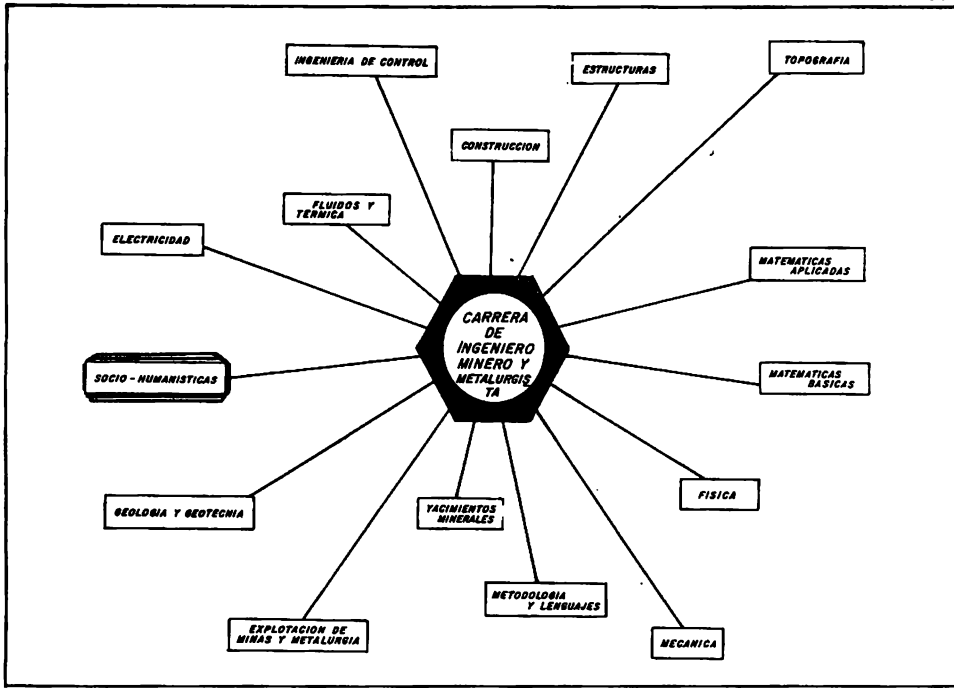 INGENIERIA DE CONTROL
ESTRUCTURAS
TOPOGRAFIA
CONSTRUCCION
FLUIDOS Y
TERMICA
ELECTRICIDAD
MATEMATICAS
APLICADAS
CARRERA
DE
INGENIERO
MINERO Y
METALURGIS
TA
SOCIO - HUMANISTICAS
MATEMATICAS
BASICAS
GEOLOGIA Y GEOTECNIA
YACIMIENTOS
MINERALES
FISICA
METODOLOGIA
Y LENGUAJES
EXPLOTACION DE
MINAS Y METALURGIA
MECANICA